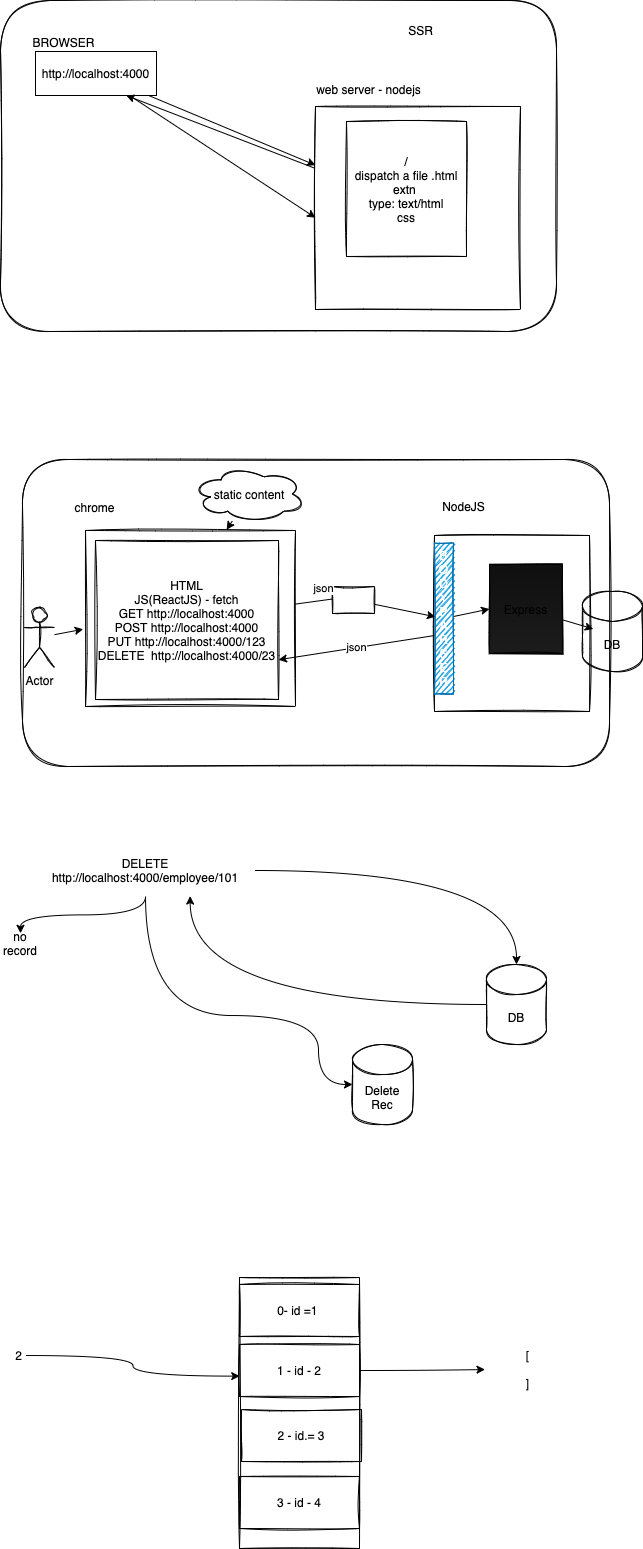 SSR
BROWSER
http://localhost:4000
web server - nodejs
/
dispatch a file .html
extn
type: text/html
css
static content
chrome
NodeJS
HTML
JS(ReactJS) - fetch
GET http://localhost:4000
POST http://localhost:4000
PUT http://localhost:4000/123
DELETE  http://localhost:4000/23
json
json
Express
DB
Actor
DELETE
http://localhost:4000/employee/101
no
record
DB
Delete
Rec
0- id =1
2
1 - id - 2
[
]
2 - id.= 3
3 - id - 4